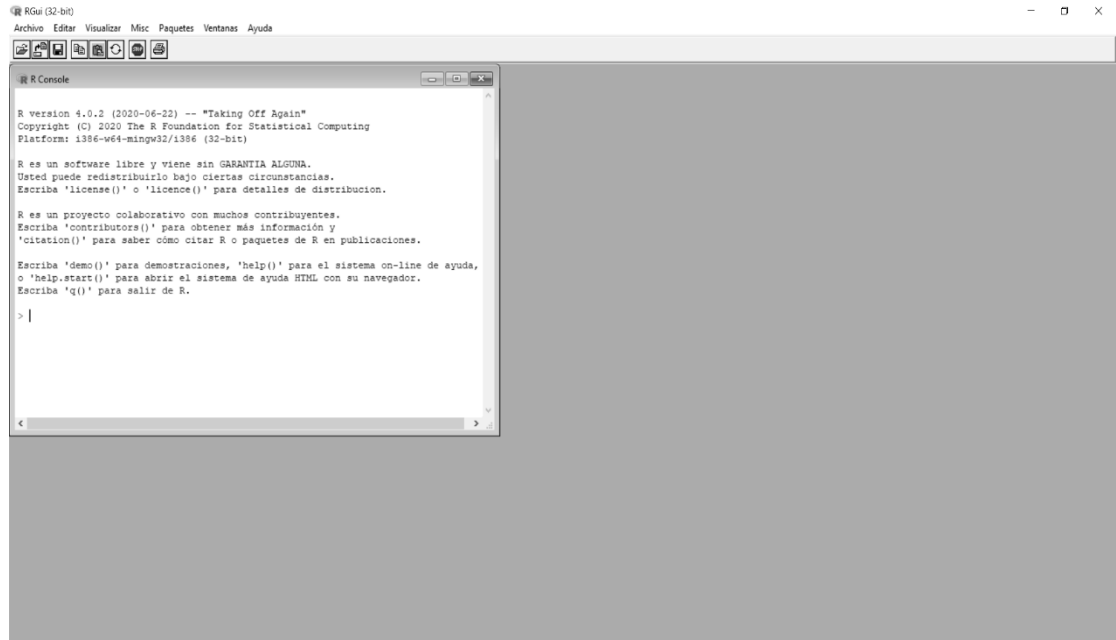 RGui (32-bit)
Archivo Editar Visualizar Misc Paquetes Ventanas Ayuda
R Console
R version 4.0.2 (2020-06-22) -- "Taking Off Again"
Copyright (C) 2020 The R Foundation for Statistical Computing
Platform: i386-w64-mingw32/i386 (32-bit)
R es un software libre y viene sin GARANTIA ALGUNA.
Usted puede redistribuirlo bajo ciertas circunstancias.
Escriba 'license()' o 'licence()' para detalles de distribucion.
R es un proyecto colaborativo con muchos contribuyentes.
Escriba 'contributors()' para obtener más información y
'citation()' para saber cómo citar R o paquetes de R en publicaciones.
Escriba 'demo()' para demostraciones, 'help()' para el sistema on-line de ayuda,
o 'help.start()' para abrir el sistema de ayuda HTML con su navegador.
Escriba 'q()' para salir de R.
>